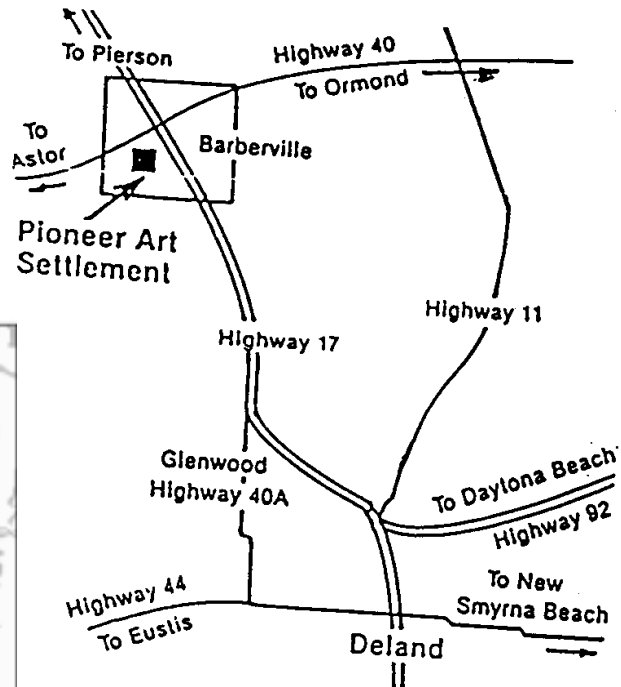 To Pierson
Highway 40
To Ormond
To
Astor
Barberville
Pioneer Art
Settlement
Highway 11
Highway 17
Glenwood
Highway 40A
To Daytona Beach
Highway 92
Highway 44
To Eustis
To New
Smyrna Beach
Deland